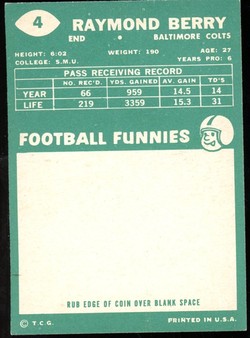 4 RAYMOND BERRY
END * BALTIMORE COLTS
HEIGHT: 6:02 WEIGHT: 190 AGE: 27
COLLEGE: S.M.U. YEARS PRO: 6
PASS RECEIVING RECORD
NO. REC'D. YDS. GAINED AV. GAIN TD'S
YEAR 66 959 14.5 14
LIFE 219 3359 15.3 31
FOOTBALL FUNNIES
RUB EDGE OF COIN OVER BLANK SPACE
© T.C.G. PRINTED IN U.S.A.